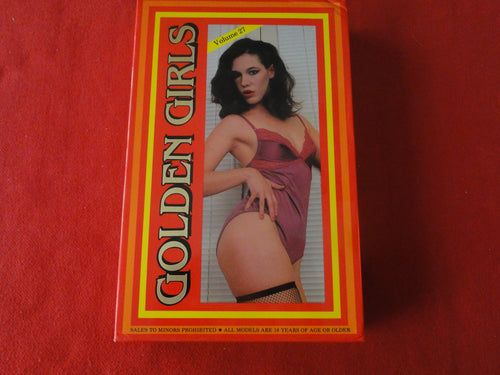 Volume 27
GOLDEN GIRLS
SALES TO MINORS PROHIBITED ● ALL MODELS ARE 18 YEARS OF AGE OR OLDER